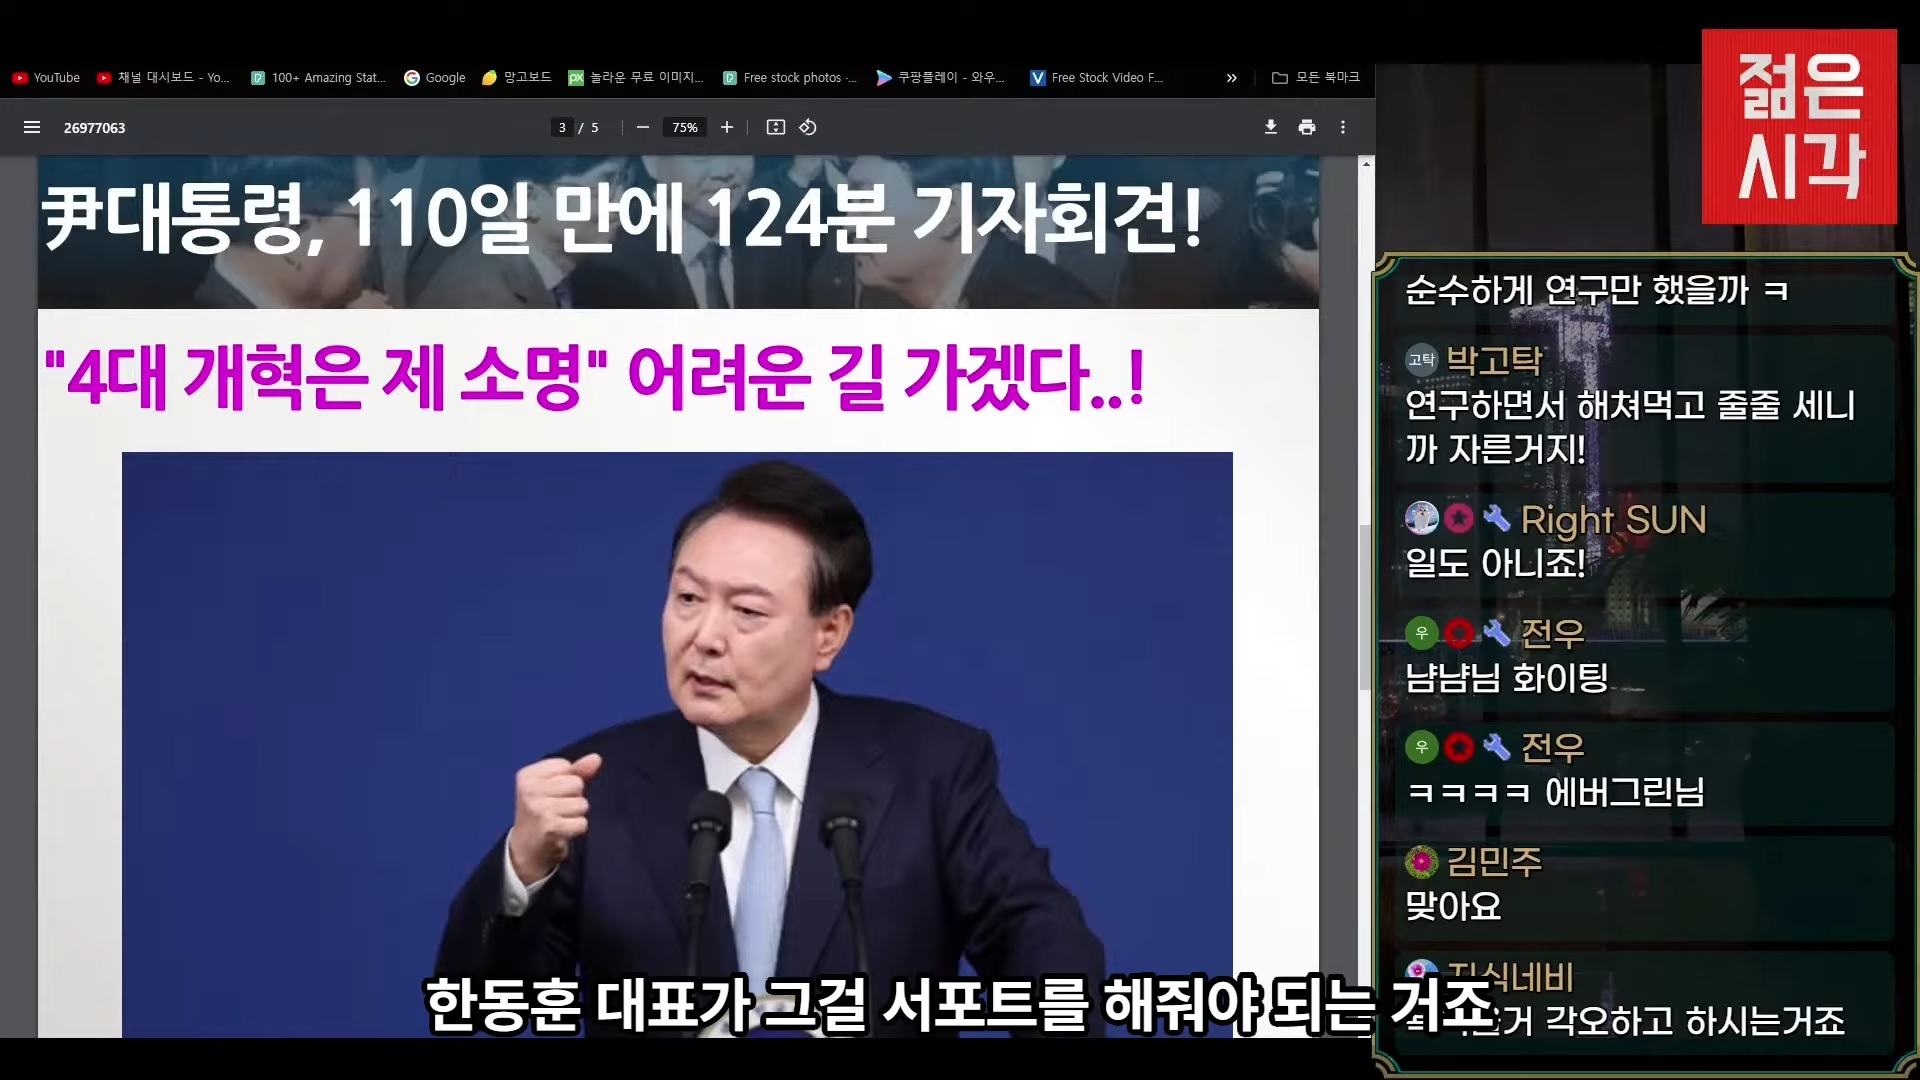 YouTube
채널 대시보드 - Yo...
100+ Amazing Stat...
Google
망고보드
놀라운 무료 이미지...
Free stock photos -...
쿠팡플레이 - 와우...
Free Stock Video F...
»
모든 북마크
26977063
3 / 5
75%
尹대통령, 110일 만에 124분 기자회견!
"4대 개혁은 제 소명" 어려운 길 가겠다..!
한동훈 대표가 그걸 서포트를 해줘야 되는 거죠
젊은
시각
순수하게 연구만 했을까 ㅋ
고탁 박고탁
연구하면서 해쳐먹고 줄줄 세니
까 자른거지!
Right SUN
일도 아니죠!
우 전우
냠냠님 화이팅
우 전우
ㅋㅋㅋㅋ 에버그린님
김민주
맞아요
지식네비
각오하고 하시는거죠